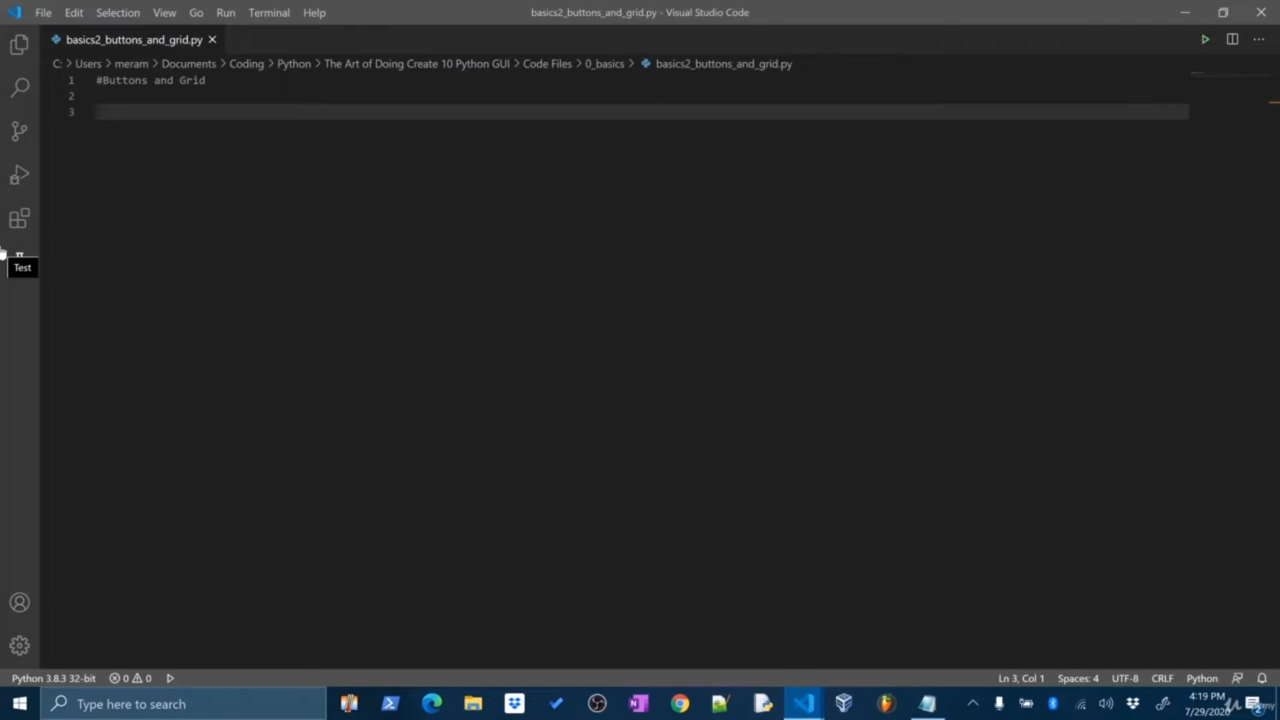 File Edit Selection View Go Run Terminal Help basics2_buttons_and_grid.py - Visual Studio Code
basics2_buttons_and_grid.py
C: > Users > meram > Documents > Coding > Python > The Art of Doing Create 10 Python GUI > Code Files > 0_basics > basics2_buttons_and_grid.py
1 #Buttons and Grid
2
3
Test
Python 3.8.3 32-bit 0 0 Ln 3, Col 1 Spaces: 4 UTF-8 CRLF Python
Type here to search
4:19 PM
7/29/2020